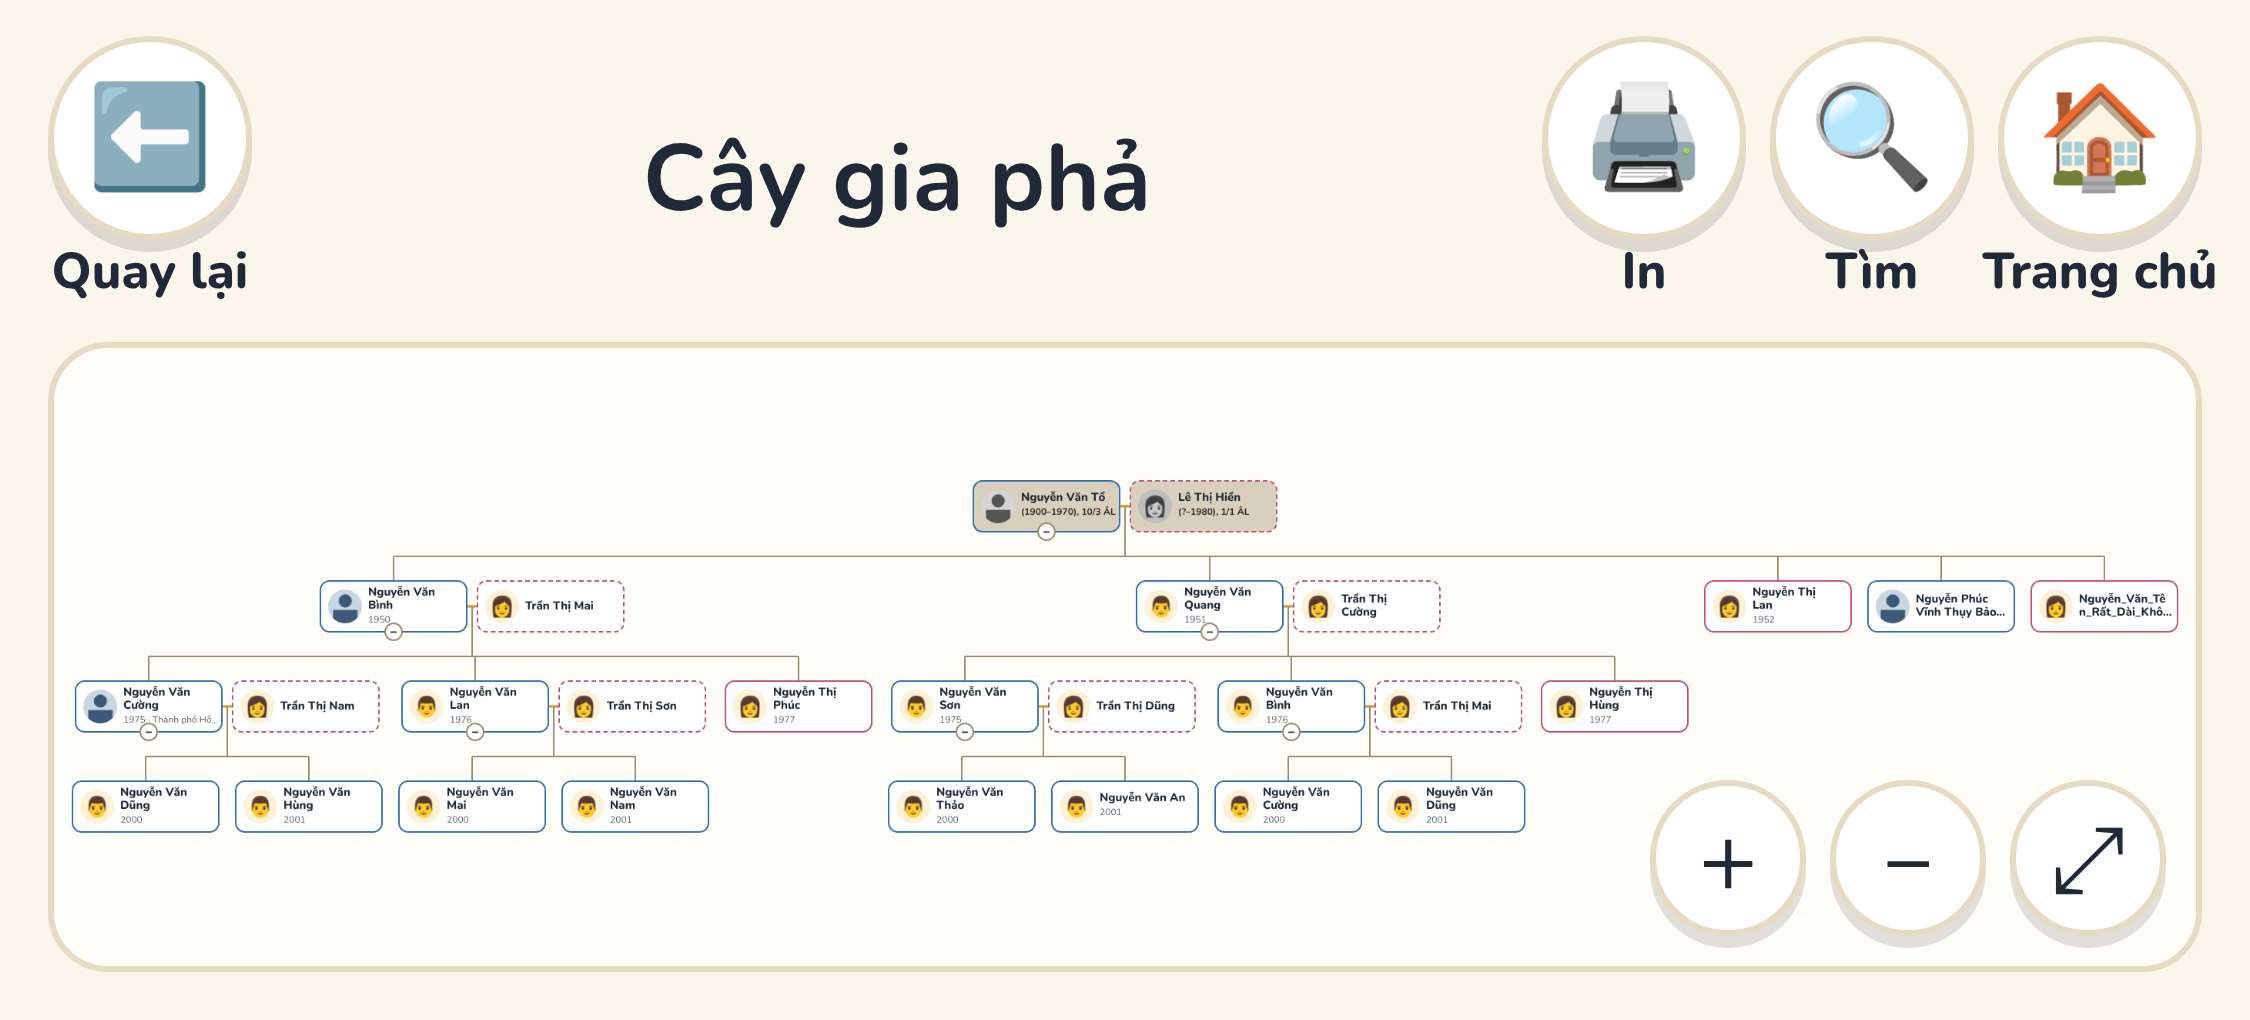 Quay lại
Cây gia phả
In
Tìm
Trang chủ
Nguyễn Văn Tổ
(1900–1970), 10/3 ÂL
Lê Thị Hiền
(?–1980), 1/1 ÂL
Nguyễn Văn
Bình
1950
Trần Thị Mai
Nguyễn Văn
Quang
1951
Trần Thị
Cường
Nguyễn Thị
Lan
1952
Nguyễn Phúc
Vĩnh Thụy Bảo...
Nguyễn_Văn_Tê
n_Rất_Dài_Khô...
Nguyễn Văn
Cường
1975 · Thành phố Hồ...
Trần Thị Nam
Nguyễn Văn
Lan
1976
Trần Thị Sơn
Nguyễn Thị
Phúc
1977
Nguyễn Văn
Sơn
1975
Trần Thị Dũng
Nguyễn Văn
Bình
1976
Trần Thị Mai
Nguyễn Thị
Hùng
1977
Nguyễn Văn
Dũng
2000
Nguyễn Văn
Hùng
2001
Nguyễn Văn
Mai
2000
Nguyễn Văn
Nam
2001
Nguyễn Văn
Thảo
2000
Nguyễn Văn An
2001
Nguyễn Văn
Cường
2000
Nguyễn Văn
Dũng
2001